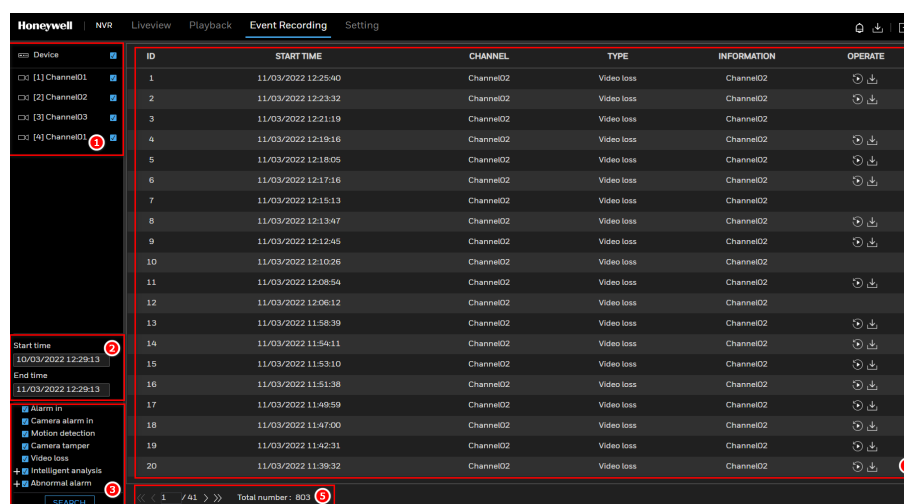 Honeywell NVR Liveview Playback Event Recording Setting
Device
[1] Channel01
[2] Channel02
[3] Channel03
[4] Channel01
1
Start time
2
10/03/2022 12:29:13
End time
11/03/2022 12:29:13
Alarm in
Camera alarm in
Motion detection
Camera tamper
Video loss
Intelligent analysis
Abnormal alarm
3
SEARCH
ID START TIME CHANNEL TYPE INFORMATION OPERATE
1 11/03/2022 12:25:40 Channel02 Video loss Channel02
2 11/03/2022 12:23:32 Channel02 Video loss Channel02
3 11/03/2022 12:21:19 Channel02 Video loss Channel02
4 11/03/2022 12:19:16 Channel02 Video loss Channel02
5 11/03/2022 12:18:05 Channel02 Video loss Channel02
6 11/03/2022 12:17:16 Channel02 Video loss Channel02
7 11/03/2022 12:15:13 Channel02 Video loss Channel02
8 11/03/2022 12:13:47 Channel02 Video loss Channel02
9 11/03/2022 12:12:45 Channel02 Video loss Channel02
10 11/03/2022 12:10:26 Channel02 Video loss Channel02
11 11/03/2022 12:08:54 Channel02 Video loss Channel02
12 11/03/2022 12:06:12 Channel02 Video loss Channel02
13 11/03/2022 11:58:39 Channel02 Video loss Channel02
14 11/03/2022 11:54:11 Channel02 Video loss Channel02
15 11/03/2022 11:53:10 Channel02 Video loss Channel02
16 11/03/2022 11:51:38 Channel02 Video loss Channel02
17 11/03/2022 11:49:59 Channel02 Video loss Channel02
18 11/03/2022 11:47:00 Channel02 Video loss Channel02
19 11/03/2022 11:42:31 Channel02 Video loss Channel02
20 11/03/2022 11:39:32 Channel02 Video loss Channel02
1 / 41 Total number : 803 5